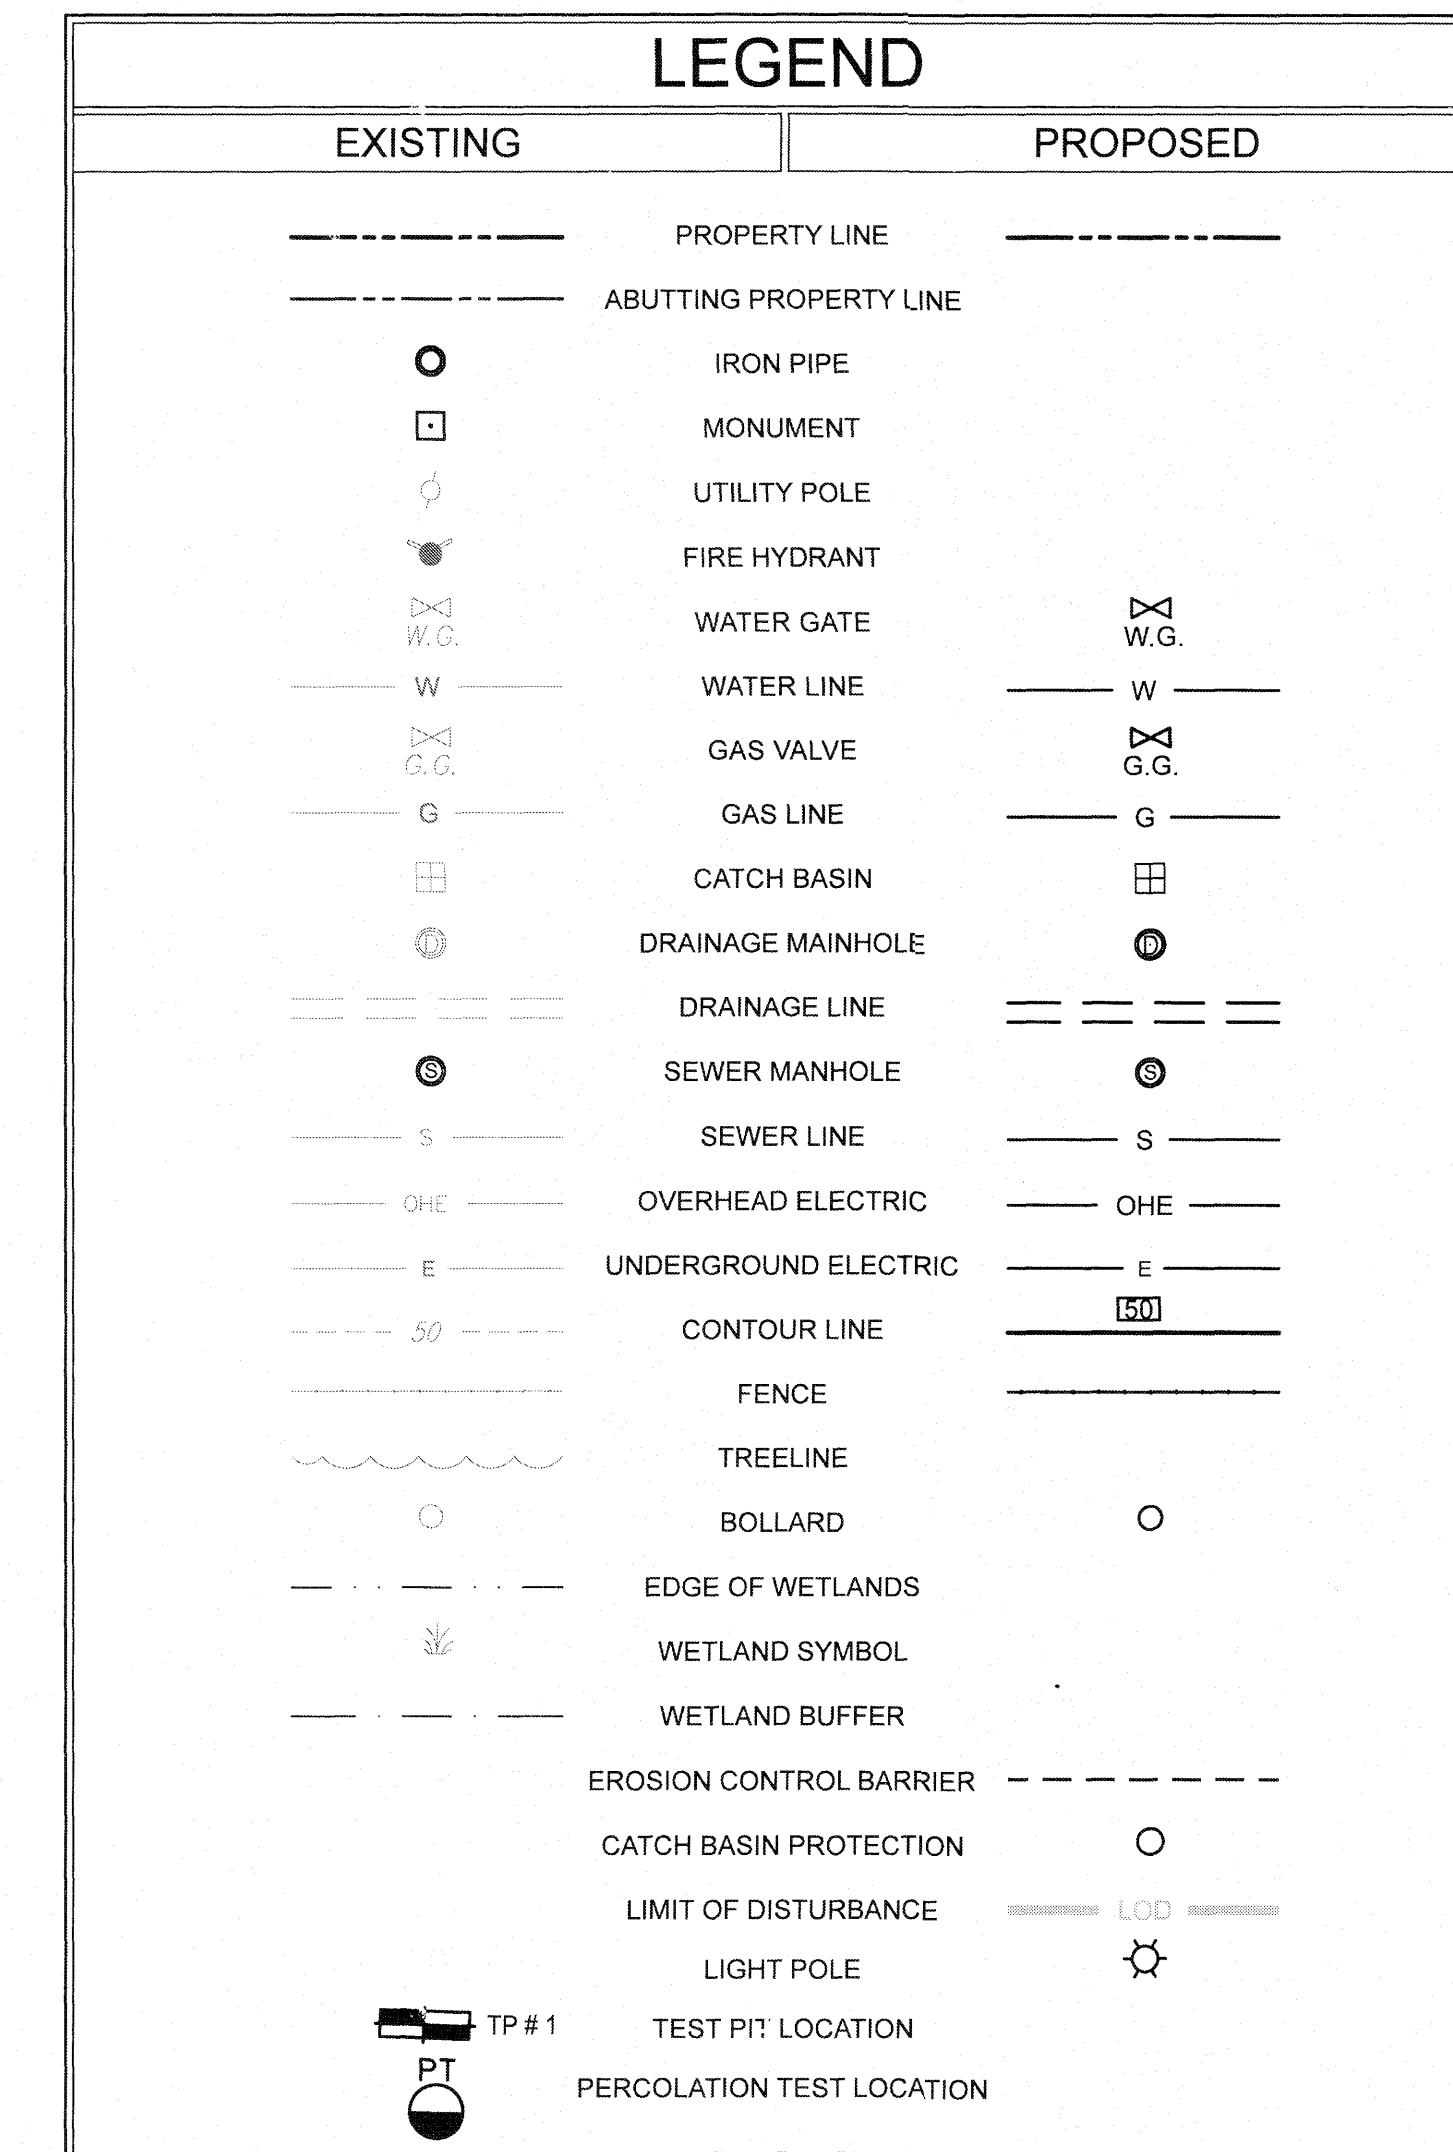 LEGEND
EXISTING PROPOSED
PROPERTY LINE
ABUTTING PROPERTY LINE
IRON PIPE
MONUMENT
UTILITY POLE
FIRE HYDRANT
WATER GATE
W.G. W.G.
W WATER LINE W
GAS VALVE
G.G. G.G.
G GAS LINE G
CATCH BASIN
D DRAINAGE MAINHOLE D
DRAINAGE LINE
S SEWER MANHOLE S
S SEWER LINE S
OHE OVERHEAD ELECTRIC OHE
E UNDERGROUND ELECTRIC E
50
50 CONTOUR LINE
FENCE
TREELINE
BOLLARD
EDGE OF WETLANDS
WETLAND SYMBOL
WETLAND BUFFER
EROSION CONTROL BARRIER
CATCH BASIN PROTECTION
LIMIT OF DISTURBANCE LOD
LIGHT POLE
TP # 1 TEST PIT LOCATION
PT
PERCOLATION TEST LOCATION